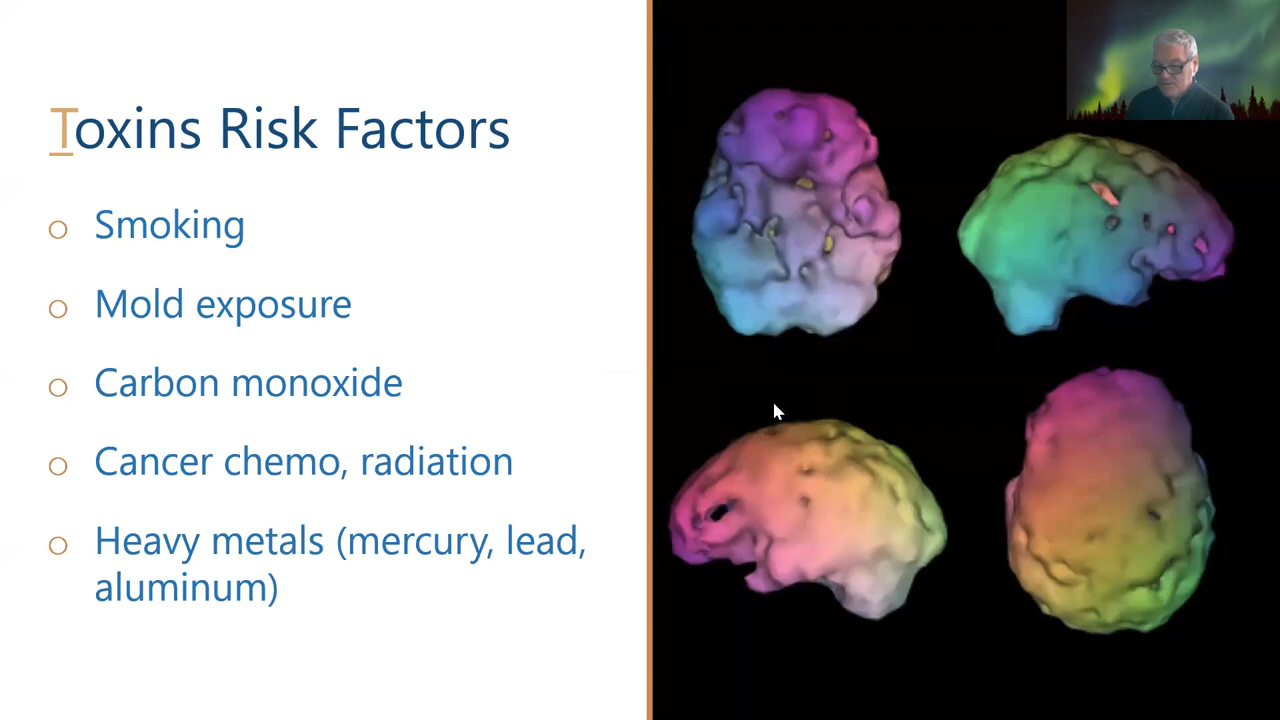 Toxins Risk Factors
Smoking
Mold exposure
Carbon monoxide
Cancer chemo, radiation
Heavy metals (mercury, lead,
aluminum)